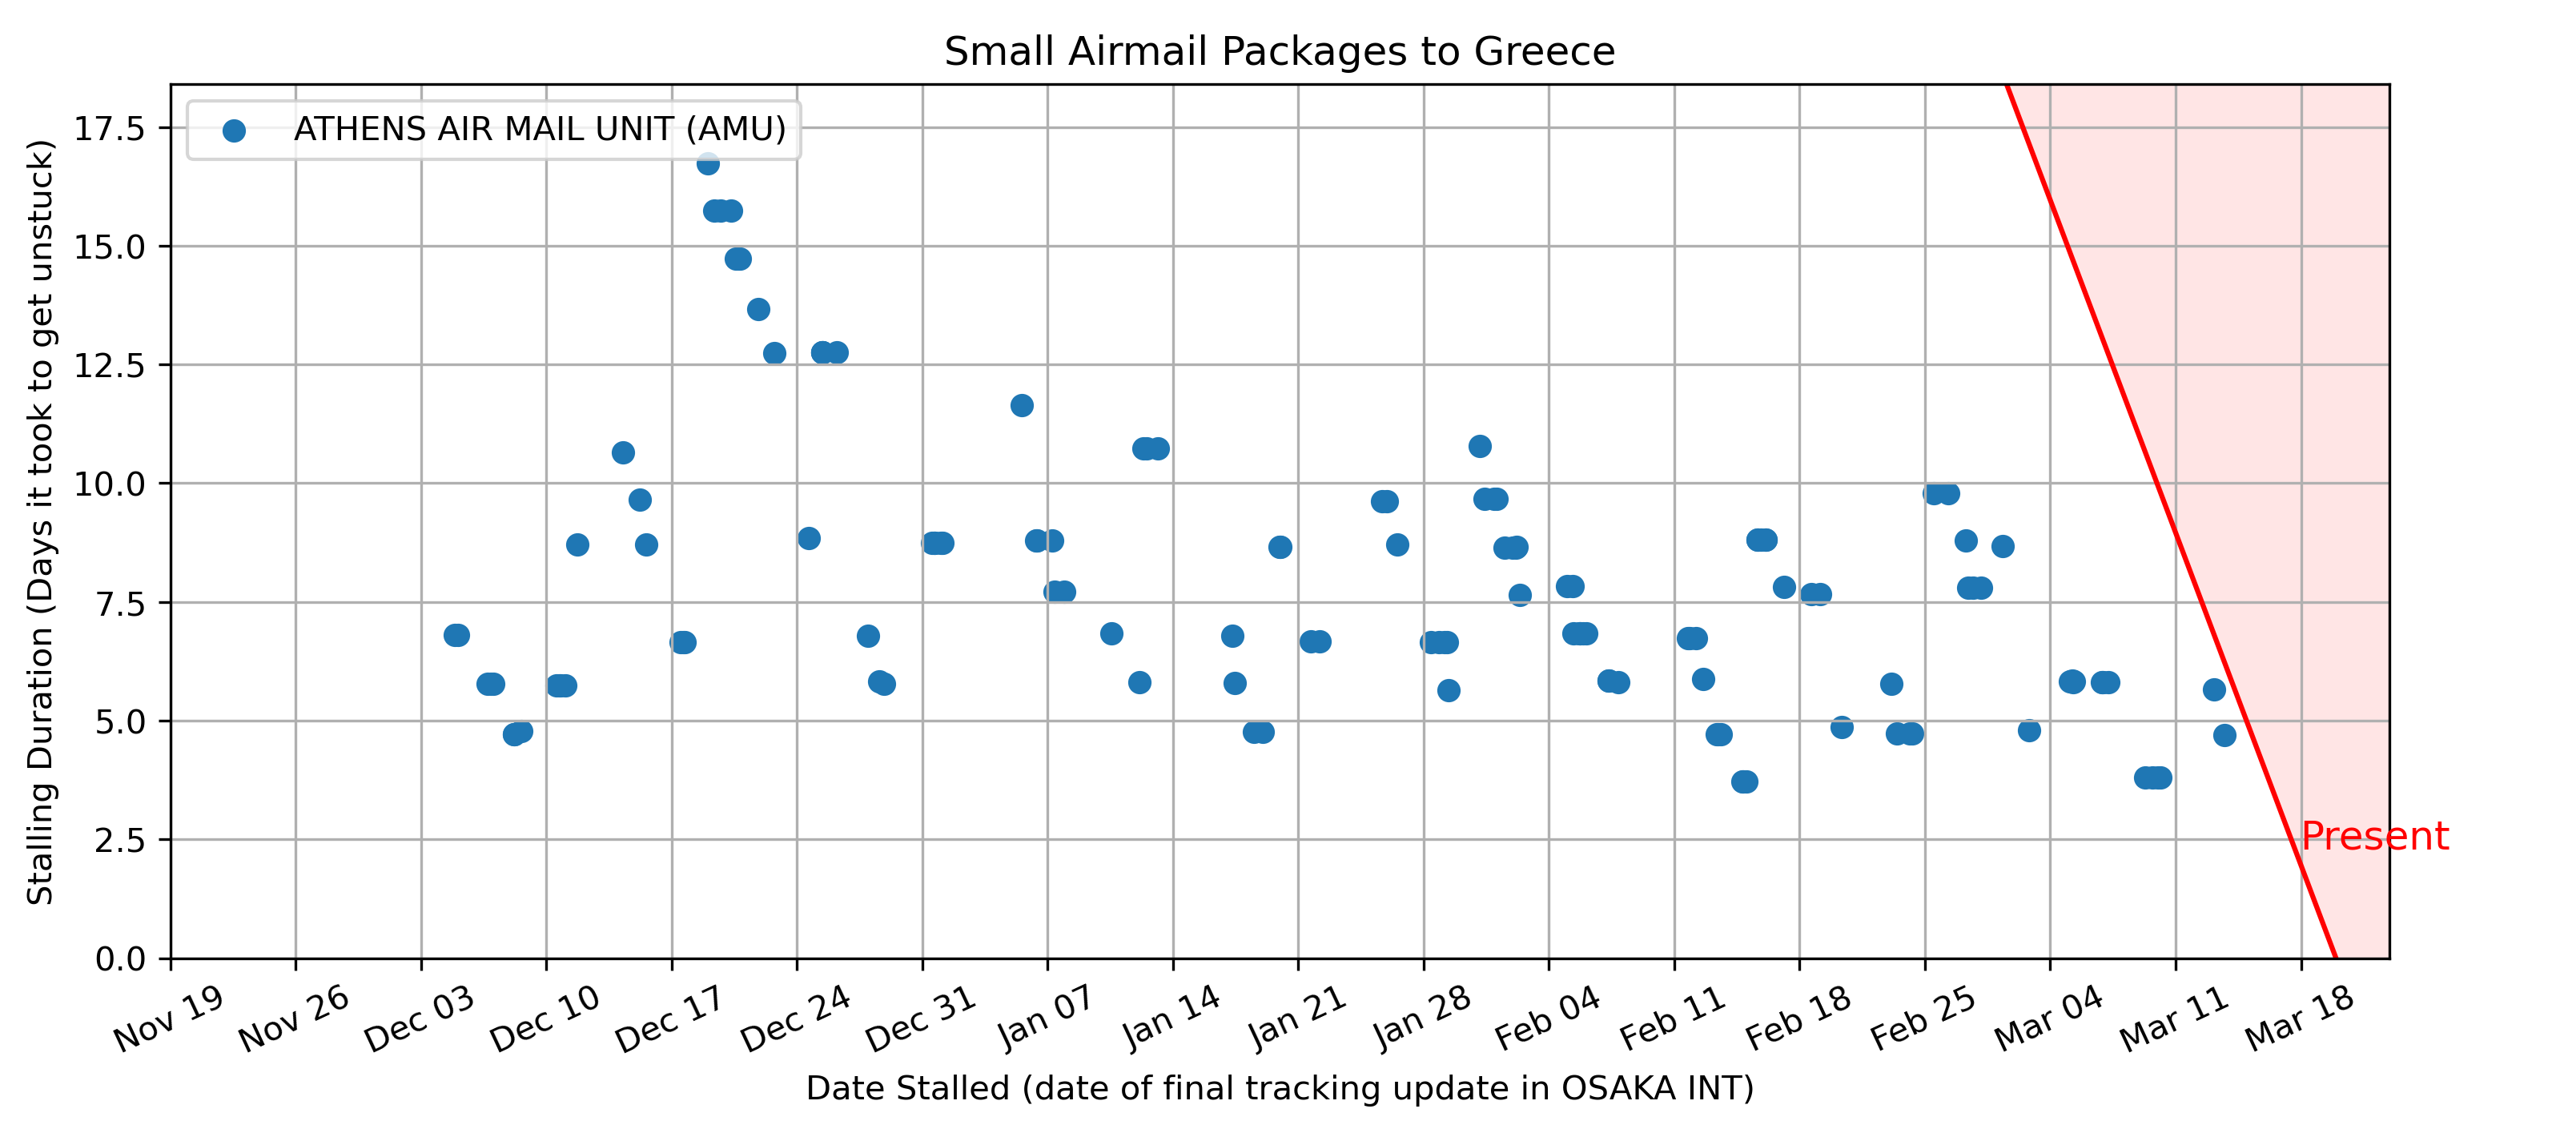 Small Airmail Packages to Greece
ATHENS AIR MAIL UNIT (AMU)
Stalling Duration (Days it took to get unstuck)
17.5
15.0
12.5
10.0
7.5
5.0
2.5
0.0
Present
Nov 19
Nov 26
Dec 03
Dec 10
Dec 17
Dec 24
Dec 31
Jan 07
Jan 14
Jan 21
Jan 28
Feb 04
Feb 11
Feb 18
Feb 25
Mar 04
Mar 11
Mar 18
Date Stalled (date of final tracking update in OSAKA INT)